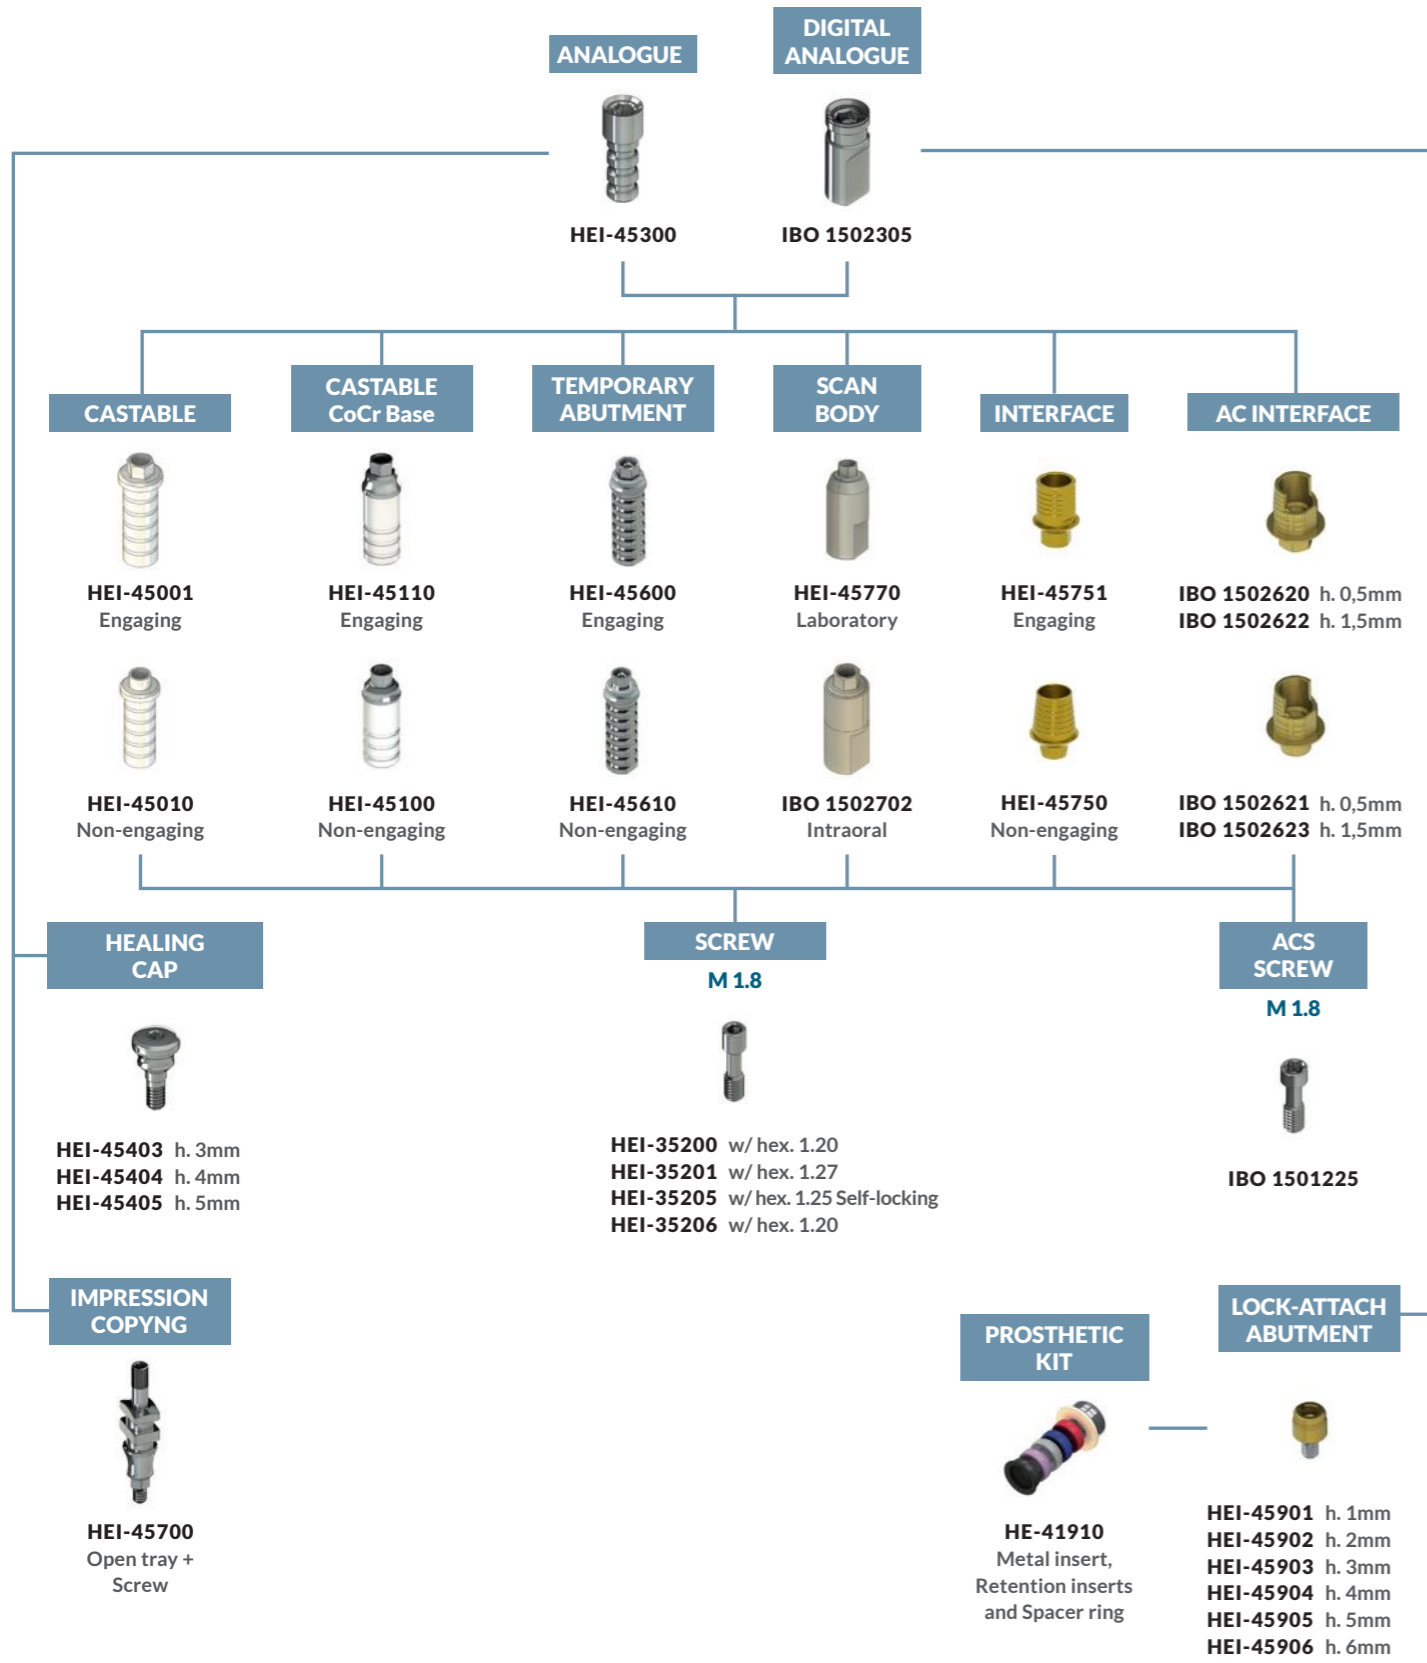 ANALOGUE
DIGITAL
ANALOGUE
HEI-45300
IBO 1502305
CASTABLE
CASTABLE
CoCr Base
TEMPORARY
ABUTMENT
SCAN
BODY
INTERFACE
AC INTERFACE
HEI-45001
Engaging
HEI-45110
Engaging
HEI-45600
Engaging
HEI-45770
Laboratory
HEI-45751
Engaging
IBO 1502620 h. 0,5mm
IBO 1502622 h. 1,5mm
HEI-45010
Non-engaging
HEI-45100
Non-engaging
HEI-45610
Non-engaging
IBO 1502702
Intraoral
HEI-45750
Non-engaging
IBO 1502621 h. 0,5mm
IBO 1502623 h. 1,5mm
HEALING
CAP
HEI-45403 h. 3mm
HEI-45404 h. 4mm
HEI-45405 h. 5mm
SCREW
M 1.8
HEI-35200 w/ hex. 1.20
HEI-35201 w/ hex. 1.27
HEI-35205 w/ hex. 1.25 Self-locking
HEI-35206 w/ hex. 1.20
ACS
SCREW
M 1.8
IBO 1501225
IMPRESSION
COPYNG
HEI-45700
Open tray +
Screw
PROSTHETIC
KIT
HE-41910
Metal insert,
Retention inserts
and Spacer ring
LOCK-ATTACH
ABUTMENT
HEI-45901 h. 1mm
HEI-45902 h. 2mm
HEI-45903 h. 3mm
HEI-45904 h. 4mm
HEI-45905 h. 5mm
HEI-45906 h. 6mm